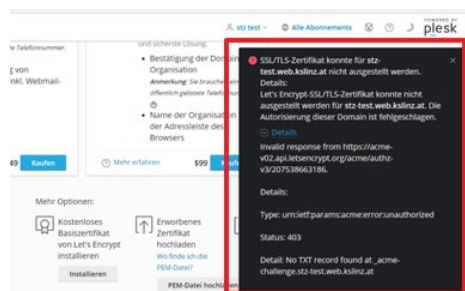 stz test
Alle Abonnements
POWERED BY
plesk
te Telefonnummer.
und sicherste Lösung.
• Bestätigung der Domain
Organisation
Anmerkung: Sie brauchen ein
öffentlich gelistete Telefonnum
g von
inkl. Webmail-
• Name der Organisation
der Adressleiste des
Browsers
49
Kaufen
Mehr erfahren
$99
Kauf
Mehr Optionen:
Kostenloses
Basiszertifikat
von Let's Encrypt
installieren
Installieren
Erworbenes
Zertifikat
hochladen
Wo finde ich die
PEM-Datei?
PEM-Datei hochladen
SSL/TLS-Zertifikat konnte für stz-
test.web.kslinz.at nicht ausgestellt werden.
Details:
Let's Encrypt-SSL/TLS-Zertifikat konnte nicht
ausgestellt werden für stz-test.web.kslinz.at. Die
Autorisierung dieser Domain ist fehlgeschlagen.
Details
Invalid response from https://acme-
v02.api.letsencrypt.org/acme/authz-
v3/207538663186.
Details:
Type: urn:ietf:params:acme:error:unauthorized
Status: 403
Detail: No TXT record found at _acme-
challenge.stz-test.web.kslinz.at